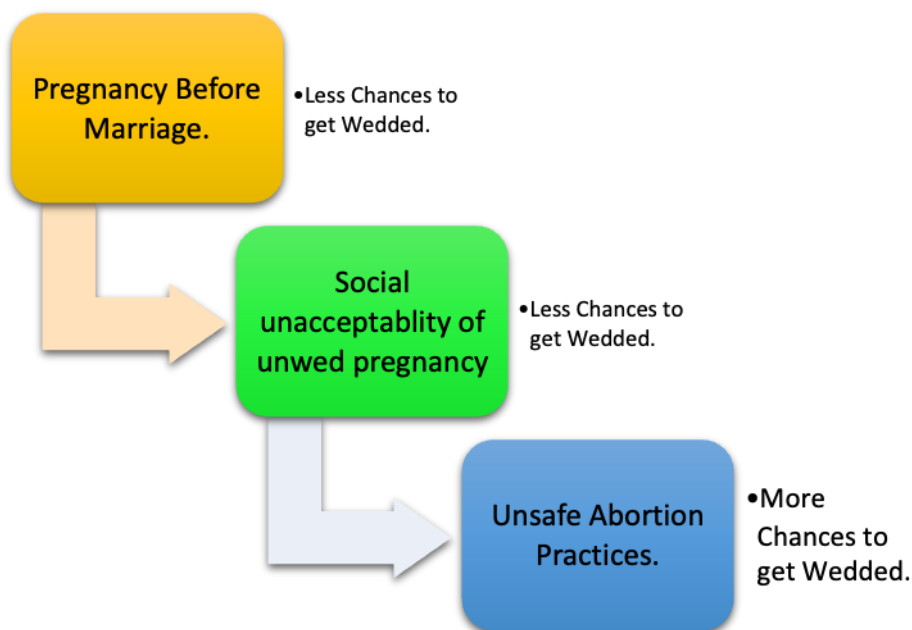 Pregnancy Before
Marriage.
•Less Chances to
get Wedded.
Social
unacceptablity of
unwed pregnancy
•Less Chances to
get Wedded.
Unsafe Abortion
Practices.
•More
Chances to
get Wedded.